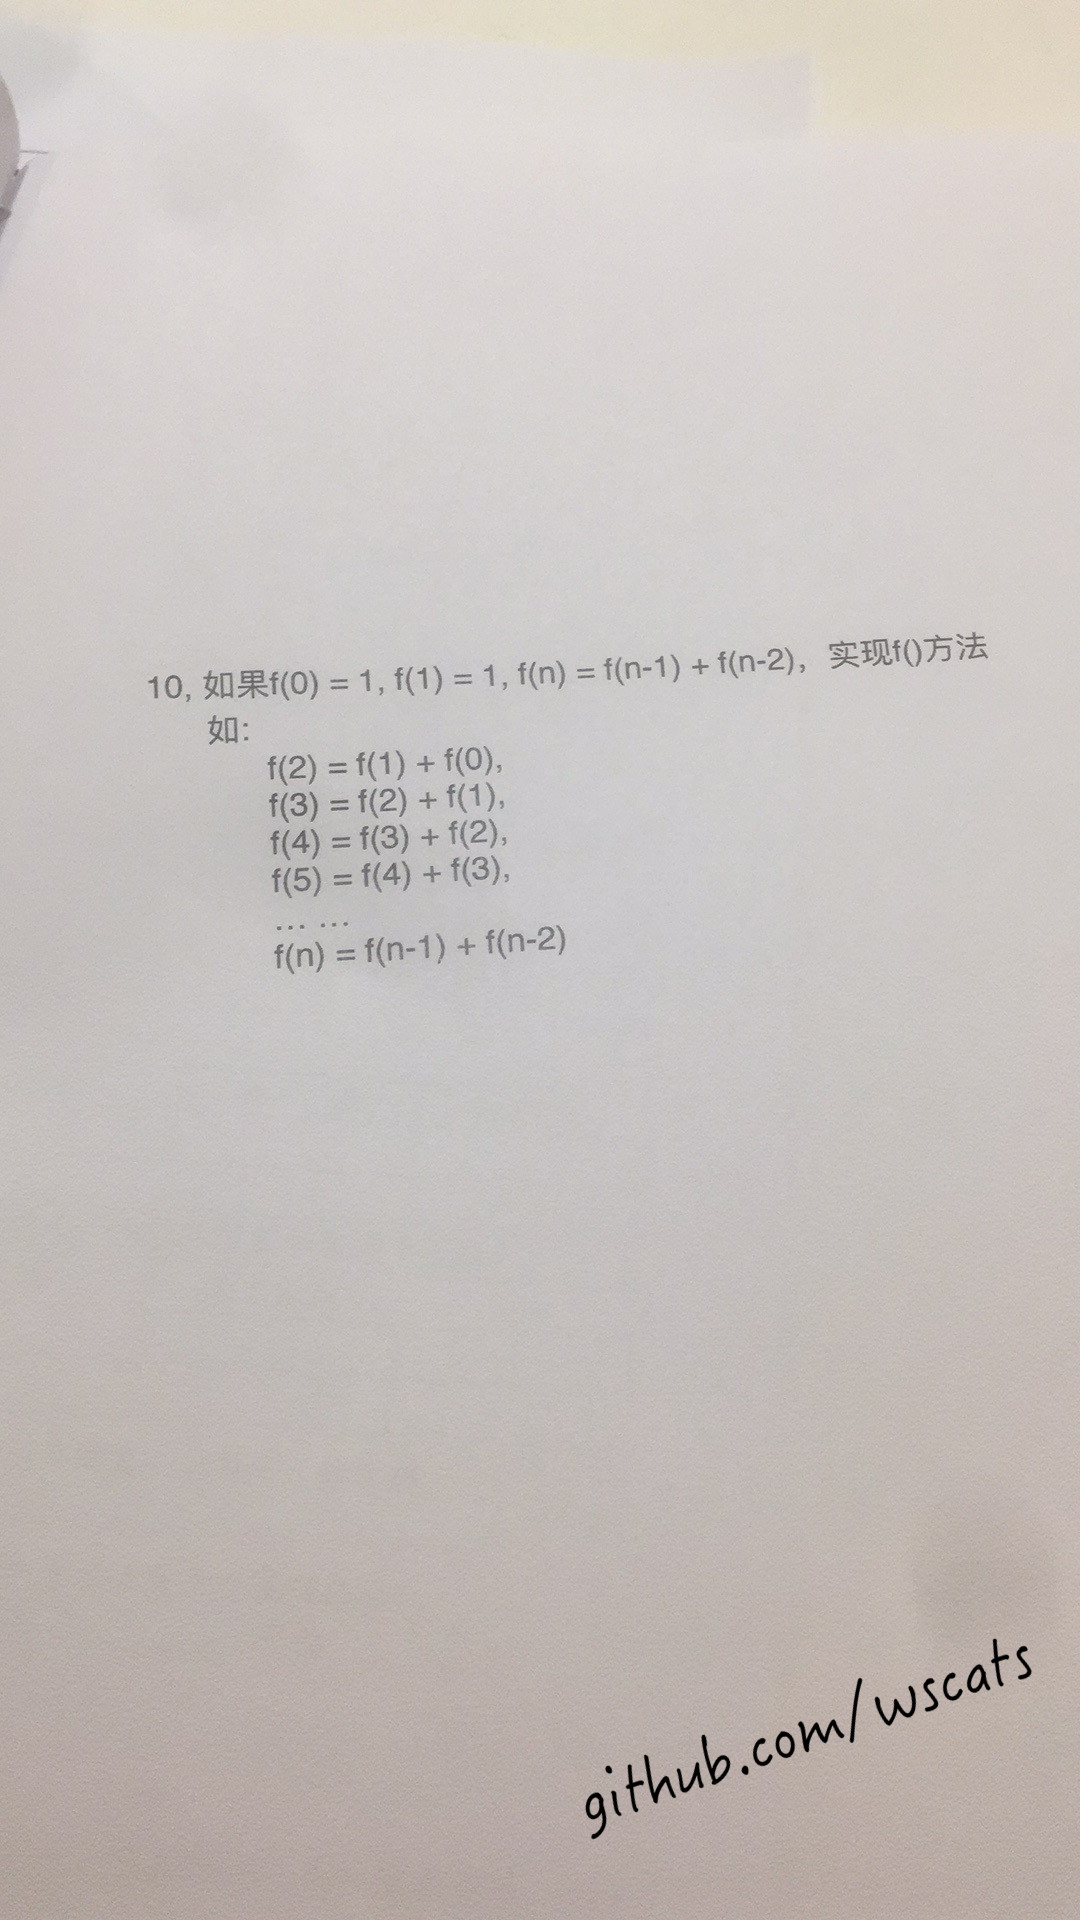 10, 如果f(0) = 1, f(1) = 1, f(n) = f(n-1) + f(n-2)，实现f()方法
如：
f(2) = f(1) + f(0),
f(3) = f(2) + f(1),
f(4) = f(3) + f(2),
f(5) = f(4) + f(3),
... ...
f(n) = f(n-1) + f(n-2)
github.com/wscats